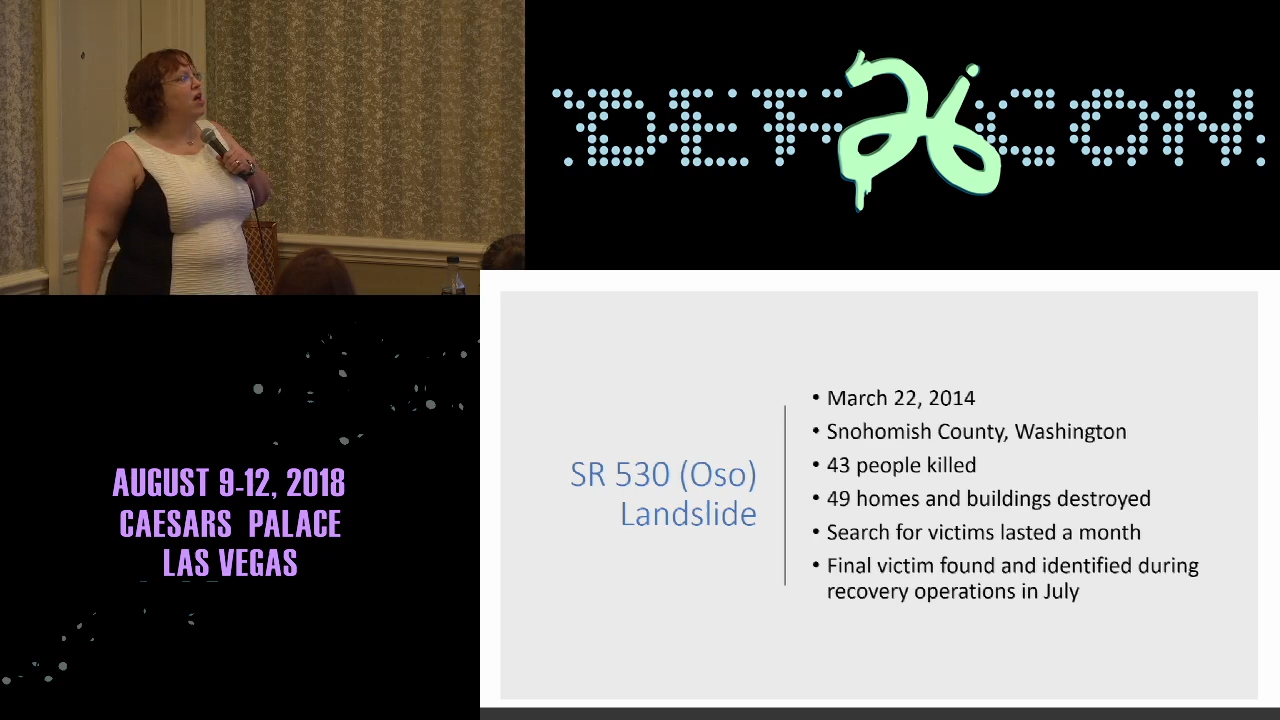 DEF 26 CON
AUGUST 9-12, 2018
CAESARS PALACE
LAS VEGAS
SR 530 (Oso)
Landslide
• March 22, 2014
• Snohomish County, Washington
• 43 people killed
• 49 homes and buildings destroyed
• Search for victims lasted a month
• Final victim found and identified during
recovery operations in July